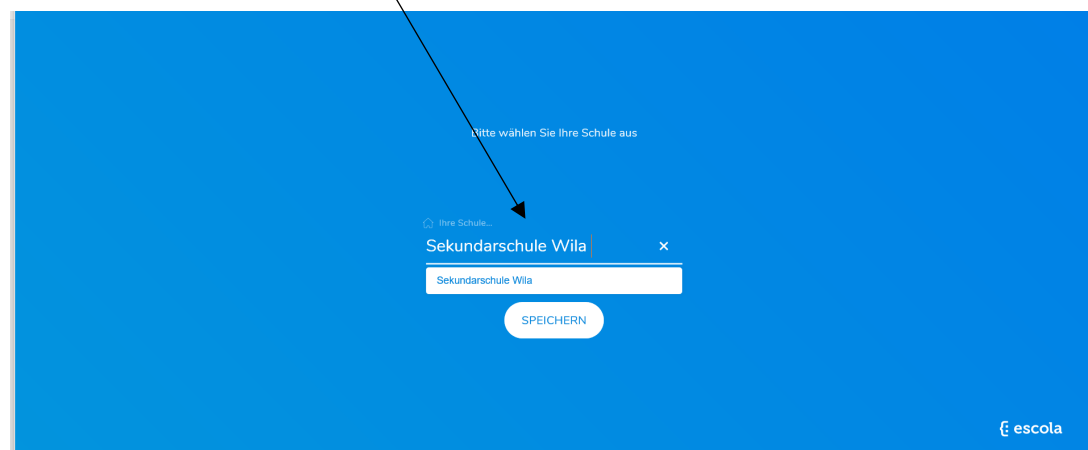 Bitte wählen Sie Ihre Schule aus
Ihre Schule...
Sekundarschule Wila
Sekundarschule Wila
SPEICHERN
escola